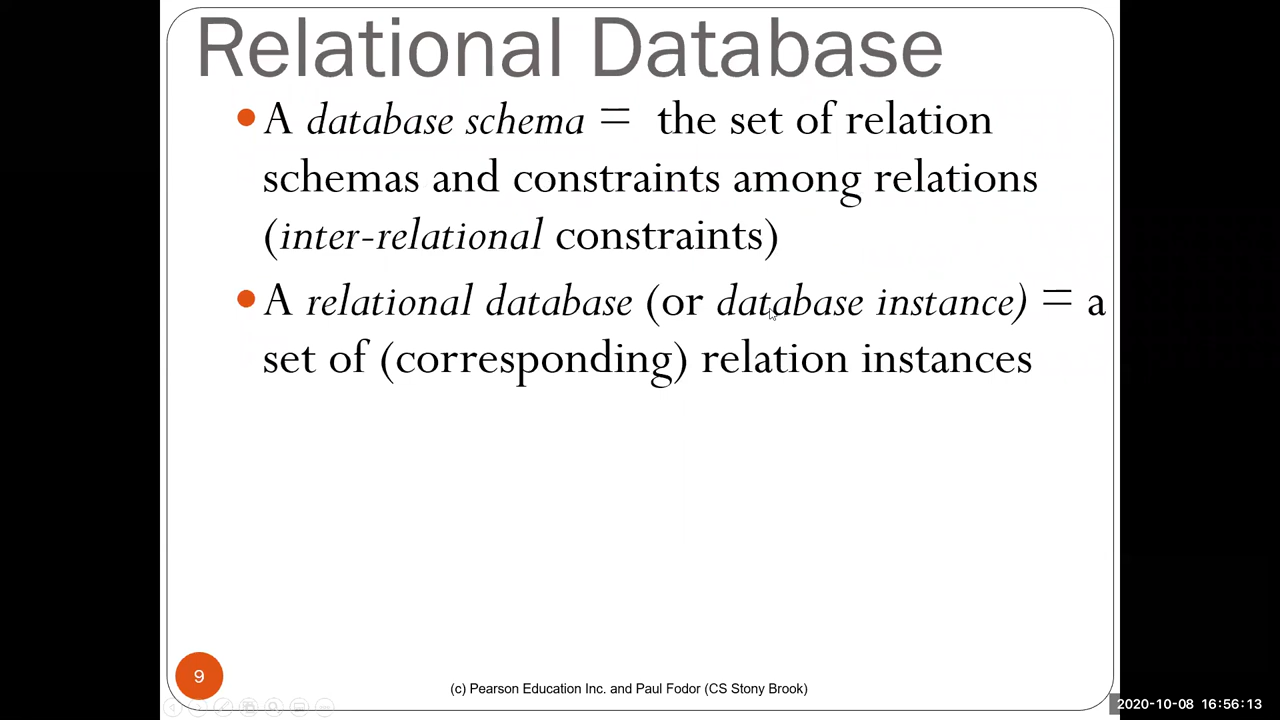 Relational Database
• A database schema = the set of relation
schemas and constraints among relations
(inter-relational constraints)
• A relational database (or database instance) = a
set of (corresponding) relation instances
9
(c) Pearson Education Inc. and Paul Fodor (CS Stony Brook)
2020-10-08 16:56:13